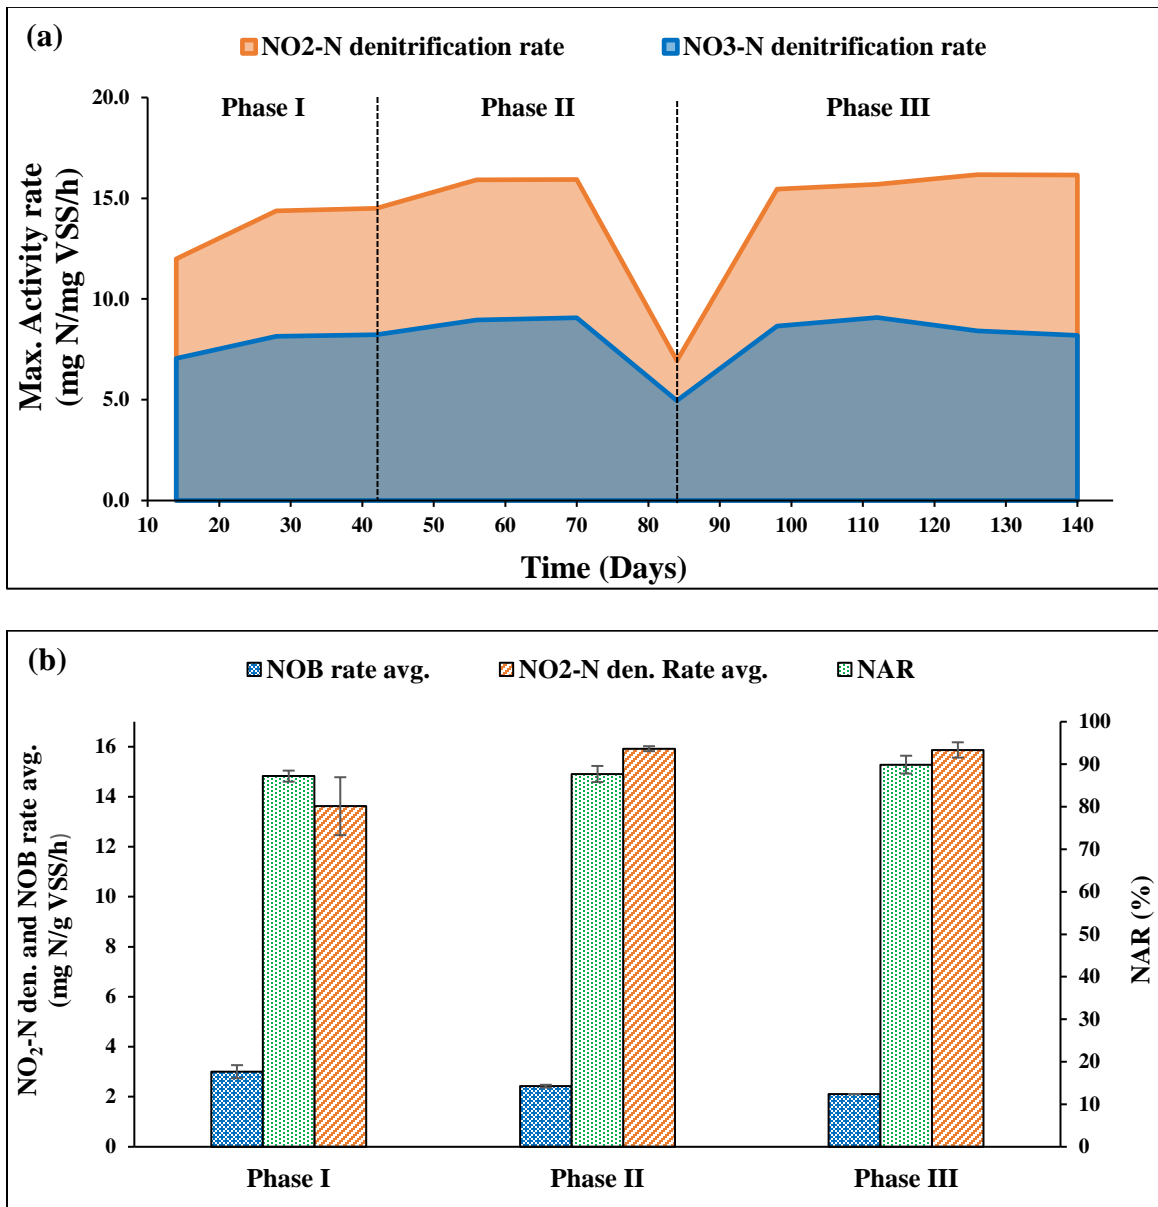 (a)
NO2-N denitrification rate
NO3-N denitrification rate
Phase I
Phase II
Phase III
Max. Activity rate
(mg N/mg VSS/h)
20.0
15.0
10.0
5.0
0.0
10 20 30 40 50 60 70 80 90 100 110 120 130 140
Time (Days)
(b)
NOB rate avg.
NO2-N den. Rate avg.
NAR
NO₂-N den. and NOB rate avg.
(mg N/g VSS/h)
16
14
12
10
8
6
4
2
0
100
90
80
70
60
50
40
30
20
10
0
NAR (%)
Phase I
Phase II
Phase III